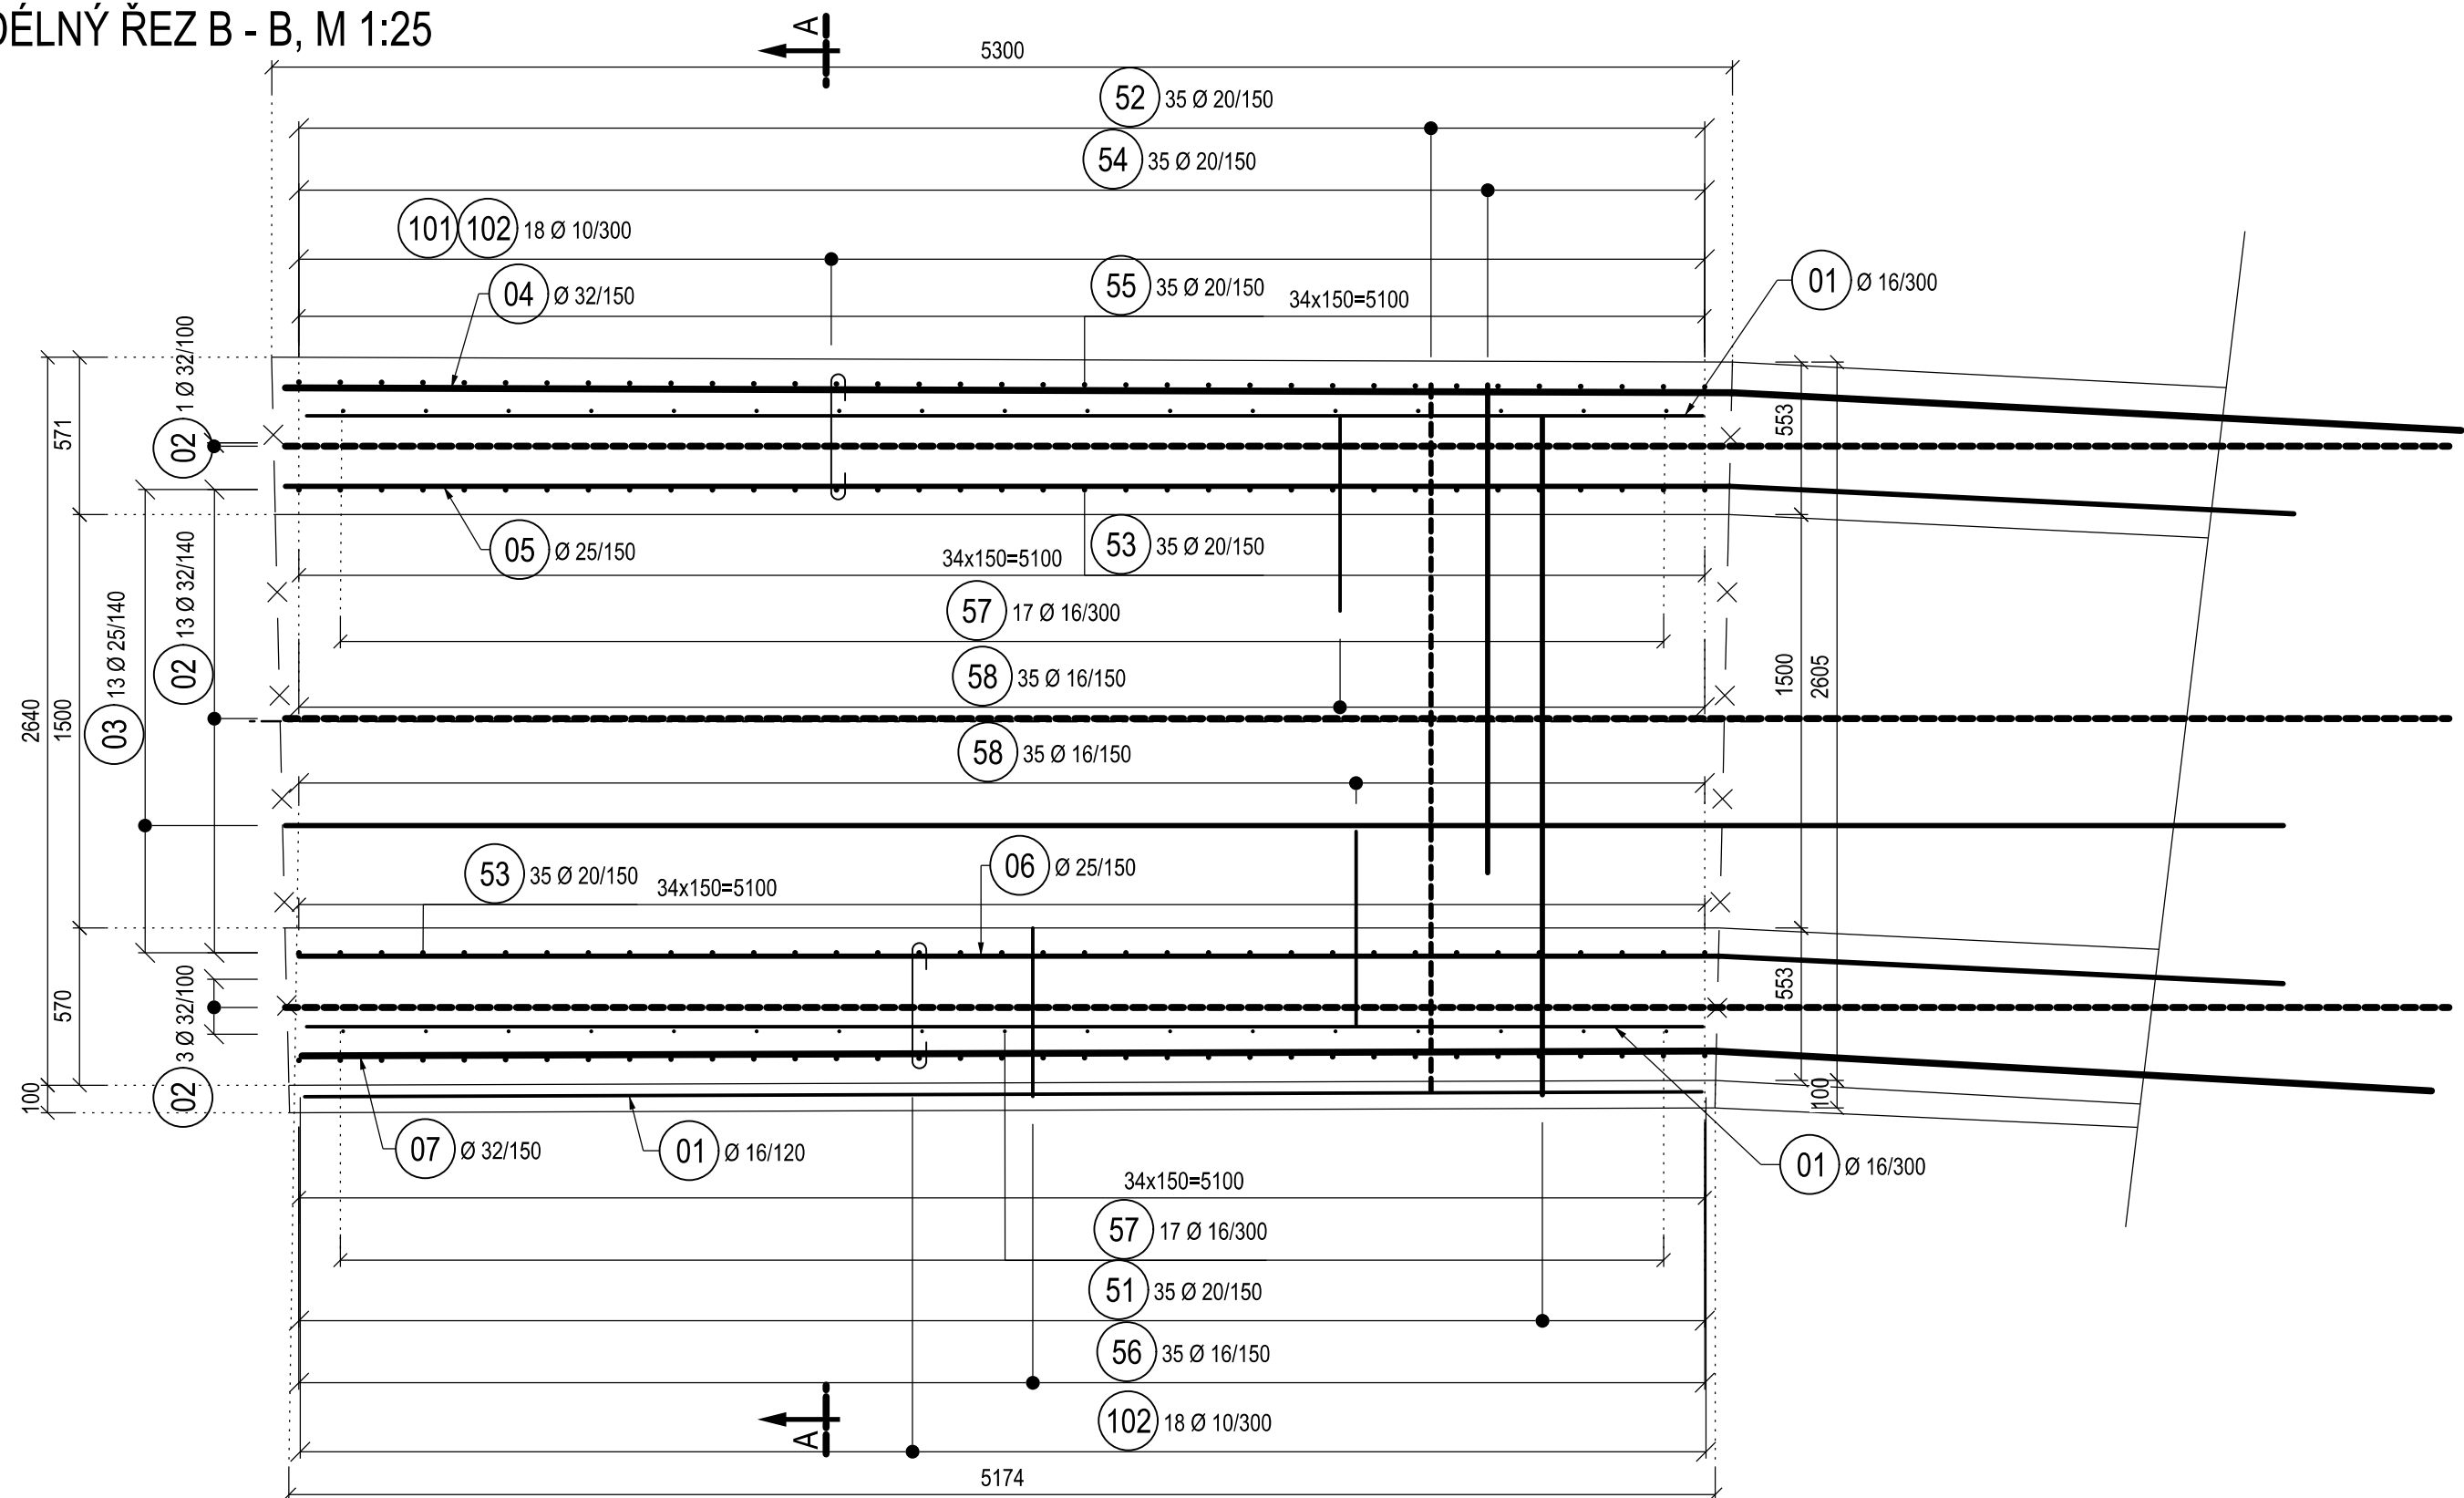 DÉLNÝ ŘEZ B - B, M 1:25
A
5300
52 35 Ø 20/150
54 35 Ø 20/150
101 102 18 Ø 10/300
04 Ø 32/150
55 35 Ø 20/150 34x150=5100
01 Ø 16/300
02 1 Ø 32/100
571
553
05 Ø 25/150
34x150=5100
53 35 Ø 20/150
57 17 Ø 16/300
58 35 Ø 16/150
02 13 Ø 32/140
03 13 Ø 25/140
1500
2640
1500
2605
58 35 Ø 16/150
53 35 Ø 20/150 34x150=5100
06 Ø 25/150
02 3 Ø 32/100
570
100
553
100
07 Ø 32/150
01 Ø 16/120
01 Ø 16/300
34x150=5100
57 17 Ø 16/300
51 35 Ø 20/150
56 35 Ø 16/150
102 18 Ø 10/300
A
5174